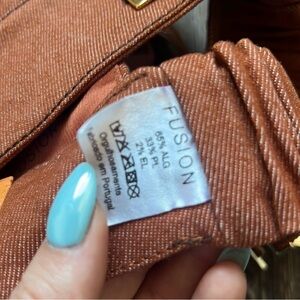 FUSION
65% ALG
33% PL
2% EL
Orgulhosamente
Fabricado em Portugal